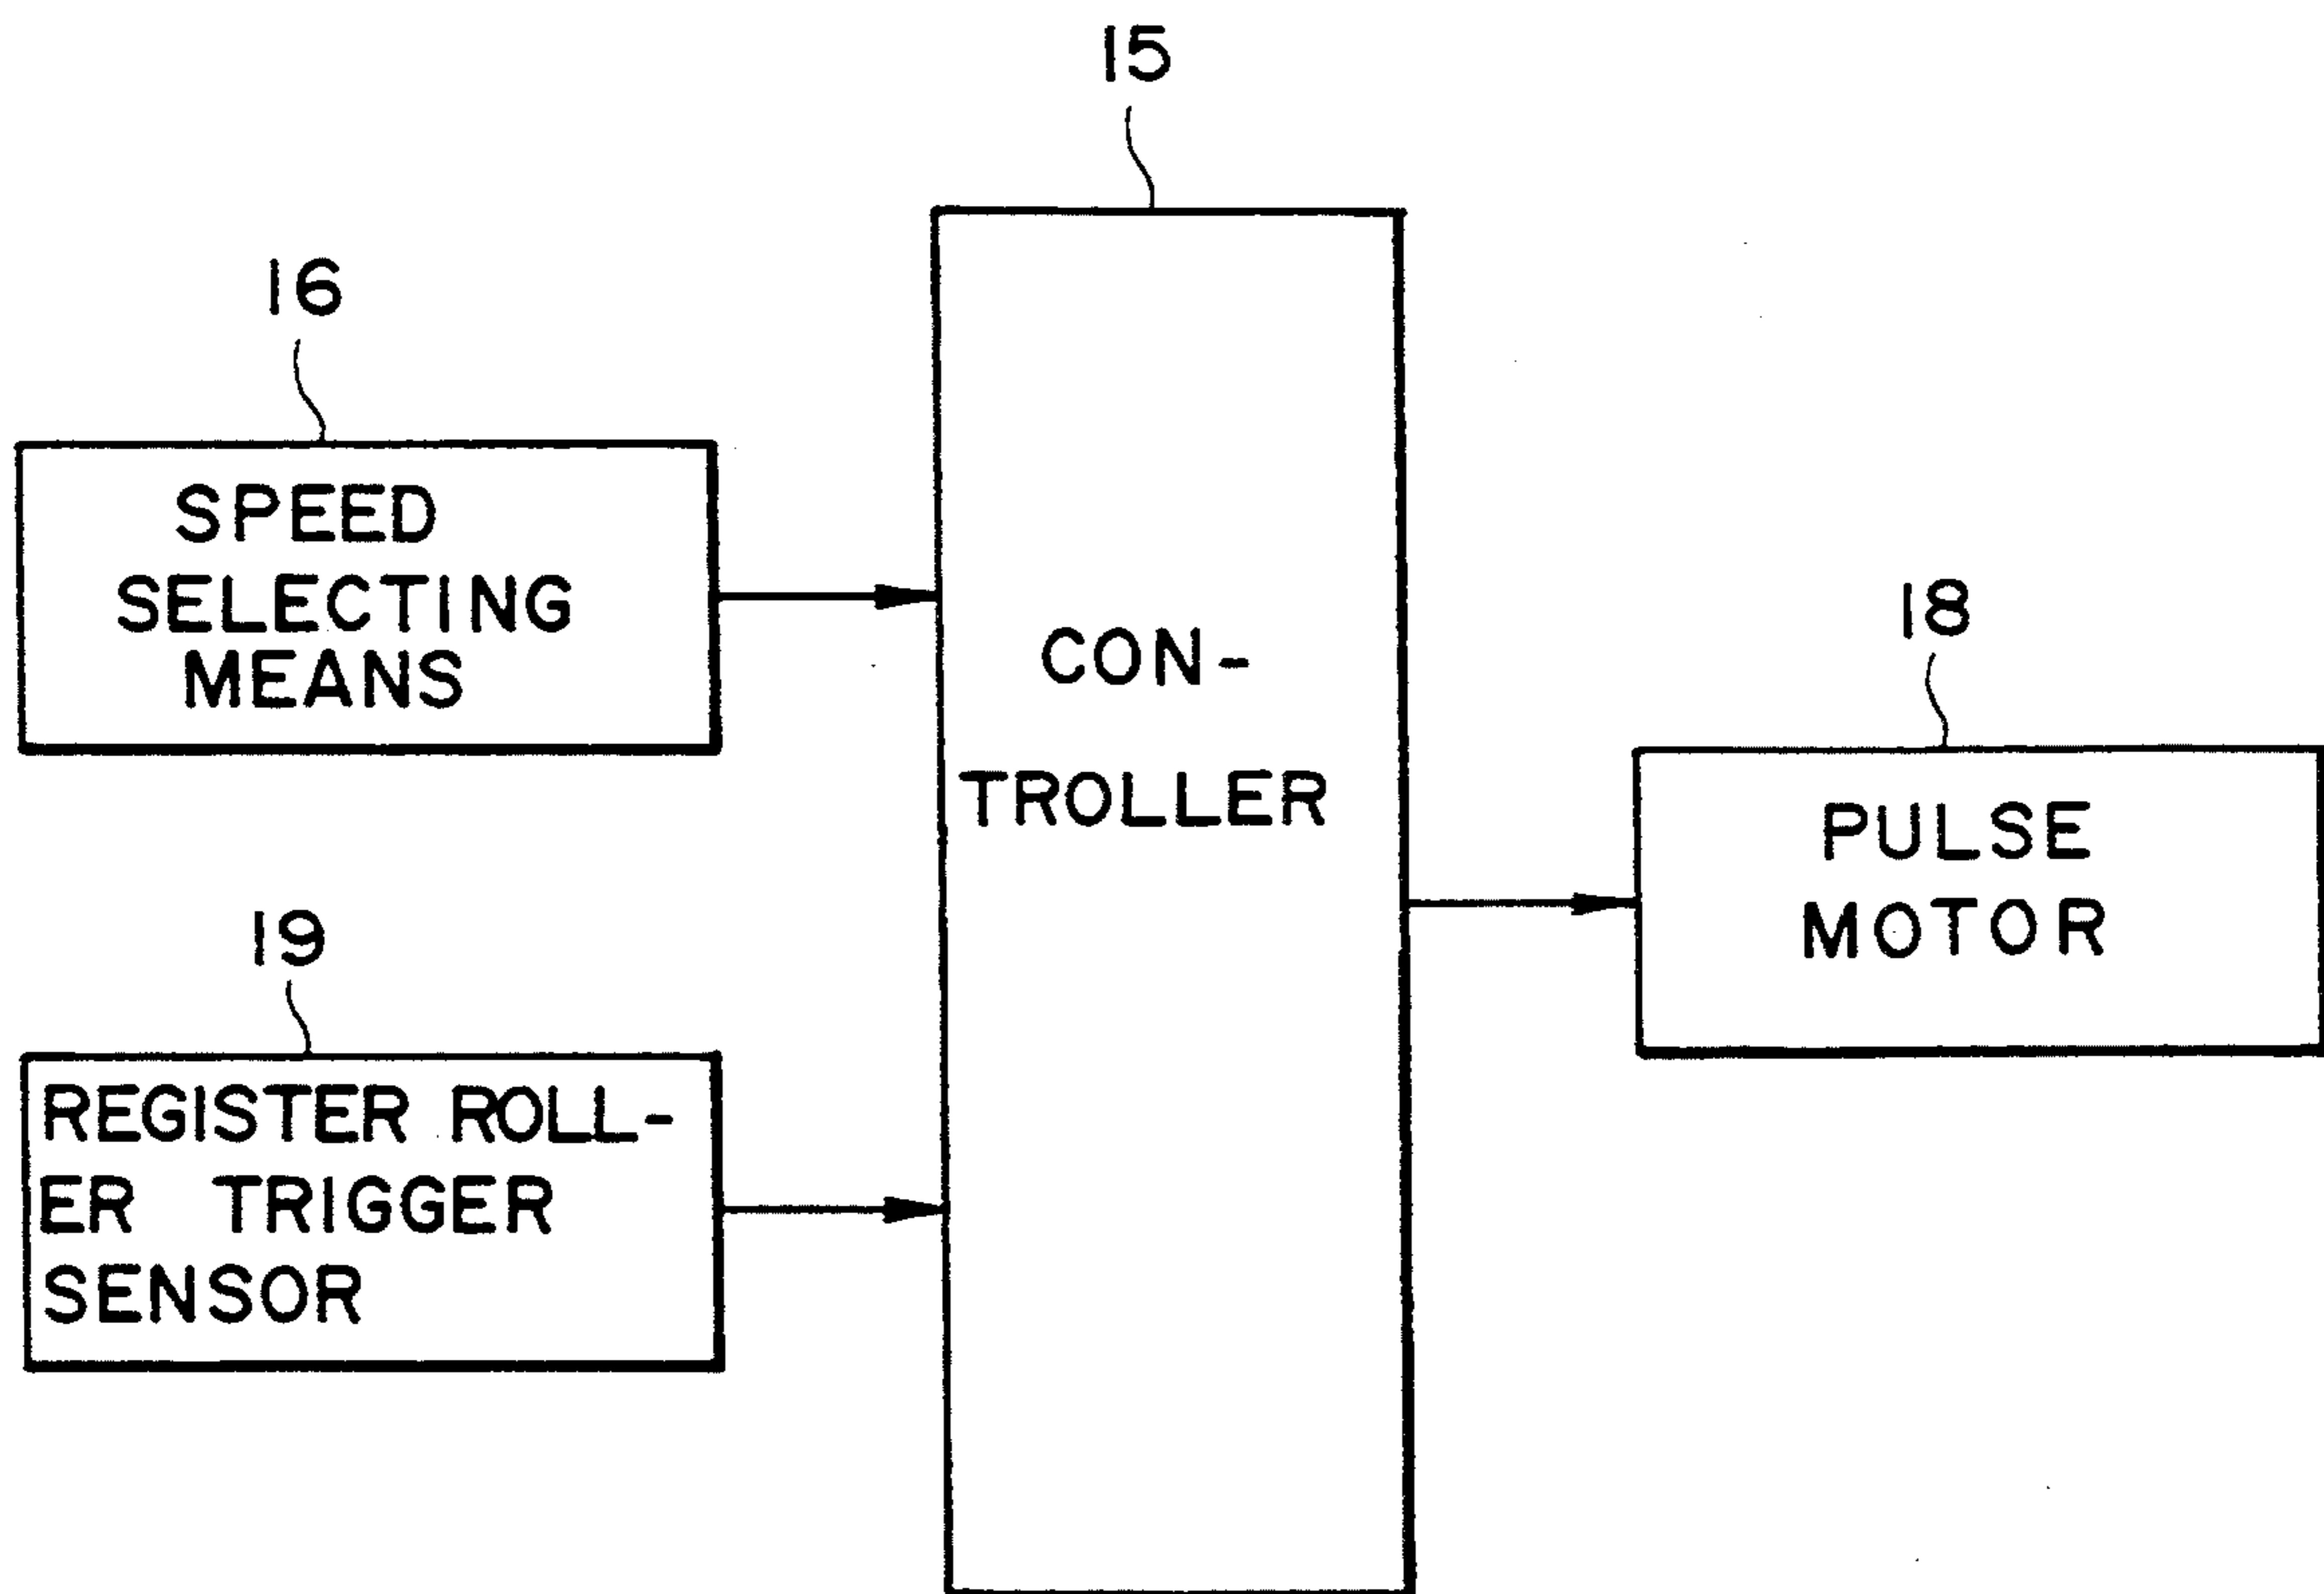 15
16
SPEED
SELECTING
MEANS
CON-
TROLLER
18
PULSE
MOTOR
19
REGISTER ROLL-
ER TRIGGER
SENSOR